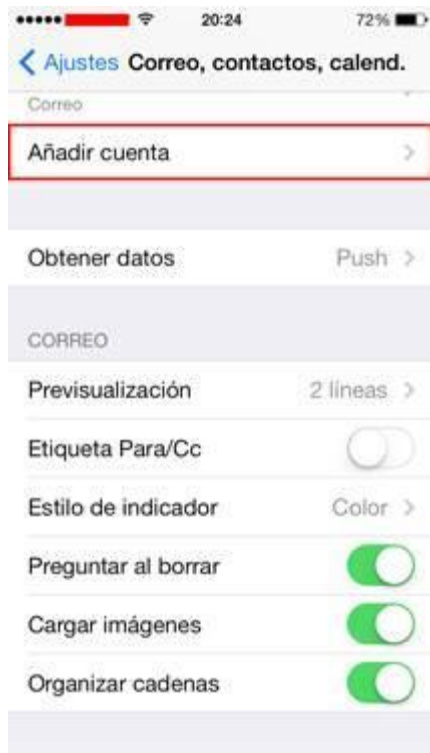 20:24
72%
Ajustes Correo, contactos, calend.
Correo
Añadir cuenta
Obtener datos Push
CORREO
Previsualización 2 líneas
Etiqueta Para/Cc
Estilo de indicador Color
Preguntar al borrar
Cargar imágenes
Organizar cadenas